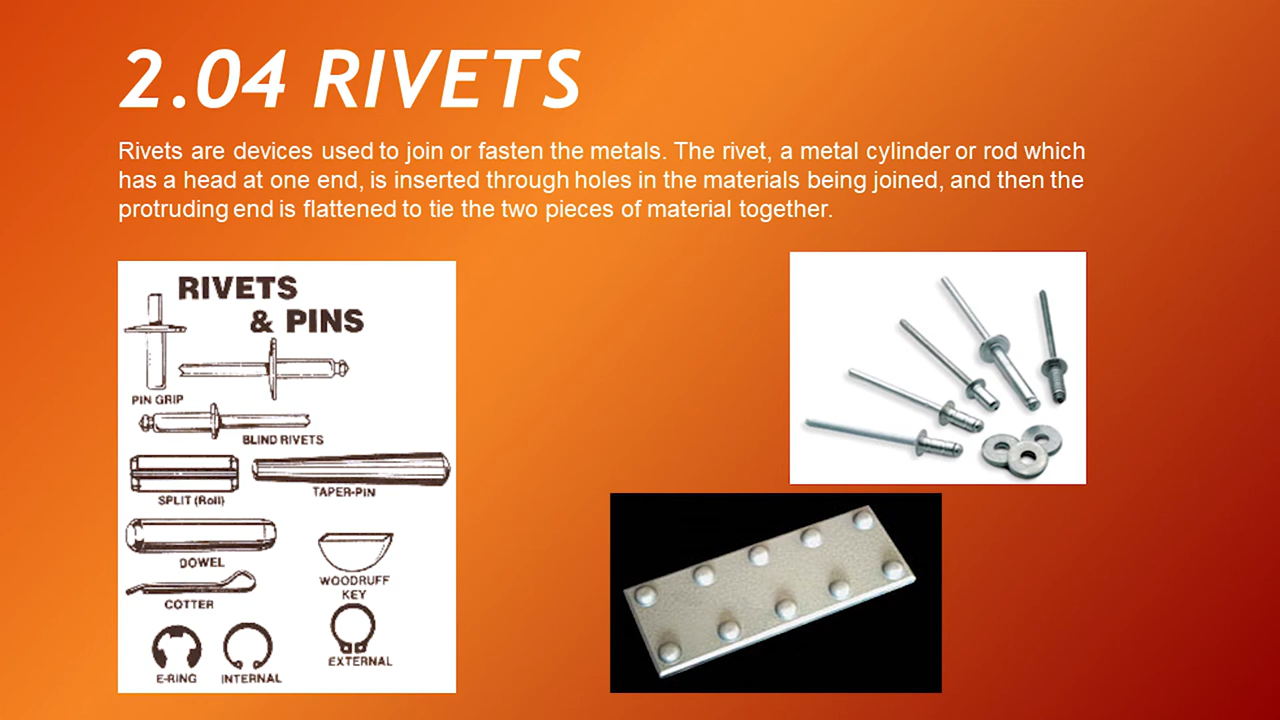 2.04 RIVETS
Rivets are devices used to join or fasten the metals. The rivet, a metal cylinder or rod which
has a head at one end, is inserted through holes in the materials being joined, and then the
protruding end is flattened to tie the two pieces of material together.
RIVETS
& PINS
PIN GRIP
BLIND RIVETS
SPLIT (Roll)
TAPER-PIN
DOWEL
WOODRUFF
KEY
COTTER
EXTERNAL
E-RING
INTERNAL